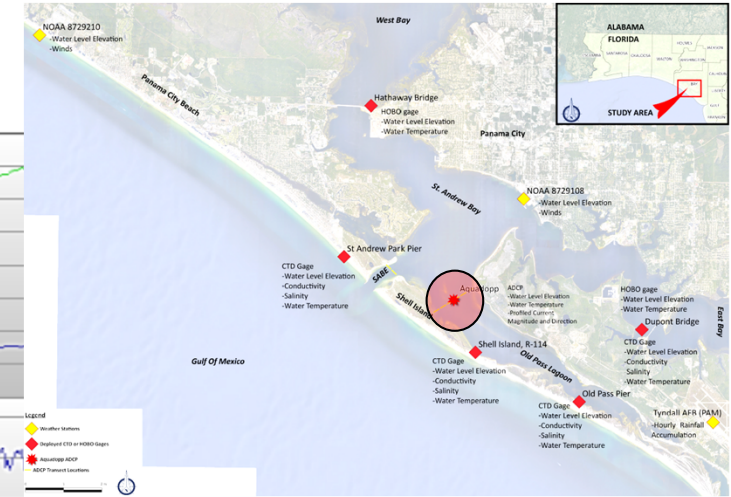 NOAA 8729210
-Water Level Elevation
-Winds
West Bay
ALABAMA
FLORIDA
STUDY AREA
Panama City Beach
Hathaway Bridge
HOBO gage
-Water Level Elevation
-Water Temperature
Panama City
St. Andrew Bay
NOAA 8729108
-Water Level Elevation
-Winds
St Andrew Park Pier
CTD Gage
-Water Level Elevation
-Conductivity
-Salinity
-Water Temperature
SABE
Shell Island
Aquadopp
ADCP
-Water Level Elevation
-Water Temperature
-Profiled Current
Magnitude and Direction
HOBO gage
-Water Level Elevation
-Water Temperature
Dupont Bridge
CTD Gage
-Water Level Elevation
-Conductivity
Salinity
-Water Temperature
East Bay
Shell Island, R-114
CTD Gage
-Water Level Elevation
-Conductivity
-Salinity
-Water Temperature
Old Pass Lagoon
Gulf Of Mexico
Old Pass Pier
CTD Gage
-Water Level Elevation
-Conductivity
-Salinity
-Water Temperature
Tyndall AFB (PAM)
-Hourly Rainfall
Accumulation
Legend
Weather Stations
Deployed CTD or HOBO Gages
Aquadopp ADCP
ADCP Transect Locations